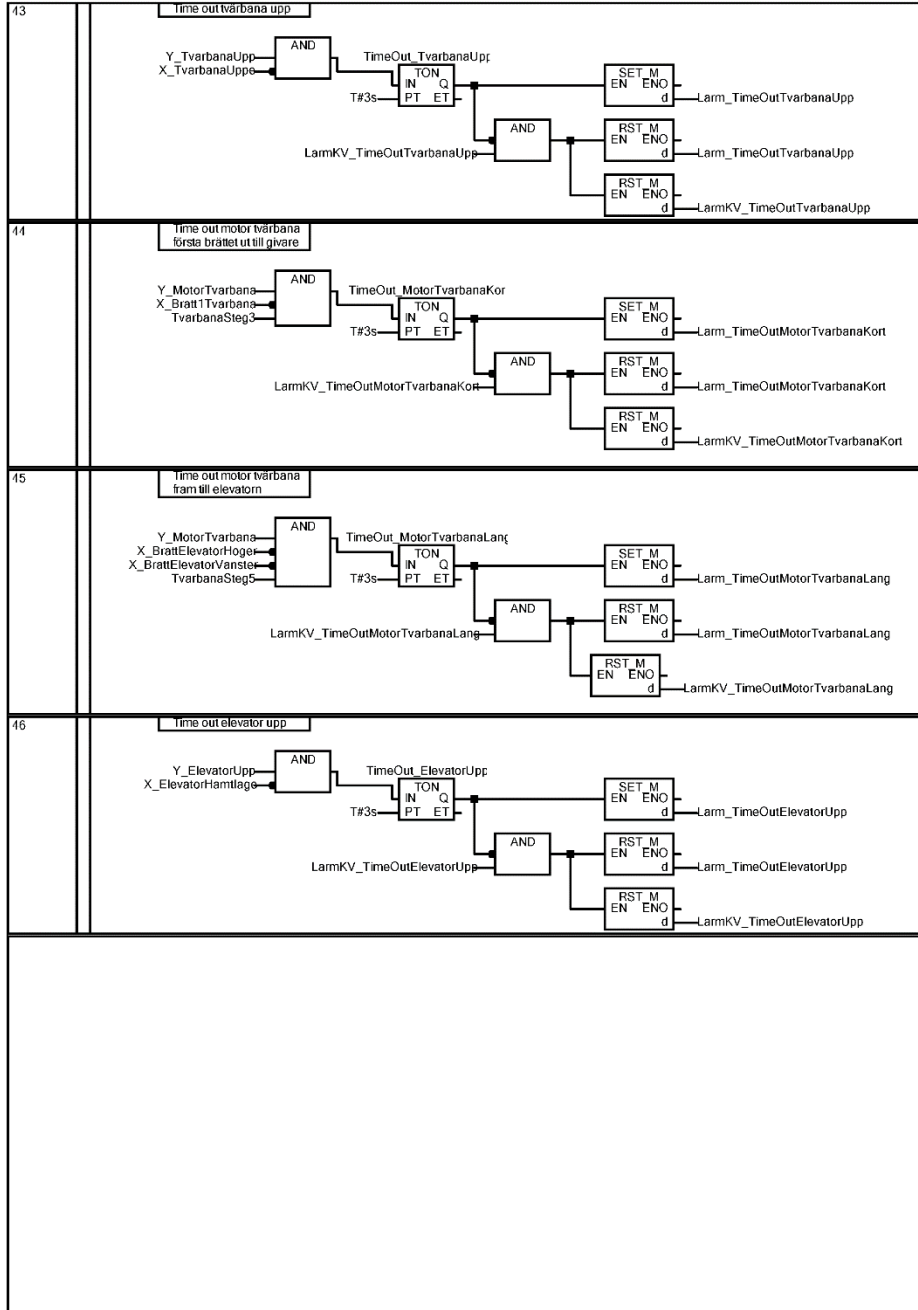 43
Time out tvärbana upp
AND
Y_TvarbanaUpp
X_TvarbanaUppe
TimeOut_TvarbanaUpp
TON
IN Q
T#3s
PT ET
SET_M
EN ENO
d
Larm_TimeOutTvarbanaUpp
AND
LarmKV_TimeOutTvarbanaUpp
RST_M
EN ENO
d
Larm_TimeOutTvarbanaUpp
RST_M
EN ENO
d
LarmKV_TimeOutTvarbanaUpp
44
Time out motor tvärbana
första brättet ut till givare
AND
Y_MotorTvarbana
X_Bratt1Tvarbana
TvarbanaSteg3
TimeOut_MotorTvarbanaKor
TON
IN Q
T#3s
PT ET
SET_M
EN ENO
d
Larm_TimeOutMotorTvarbanaKort
AND
LarmKV_TimeOutMotorTvarbanaKort
RST_M
EN ENO
d
Larm_TimeOutMotorTvarbanaKort
RST_M
EN ENO
d
LarmKV_TimeOutMotorTvarbanaKort
45
Time out motor tvärbana
fram till elevatorn
AND
Y_MotorTvarbana
X_BrattElevatorHoger
X_BrattElevatorVanster
TvarbanaSteg5
TimeOut_MotorTvarbanaLang
TON
IN Q
T#3s
PT ET
SET_M
EN ENO
d
Larm_TimeOutMotorTvarbanaLang
AND
LarmKV_TimeOutMotorTvarbanaLang
RST_M
EN ENO
d
Larm_TimeOutMotorTvarbanaLang
RST_M
EN ENO
d
LarmKV_TimeOutMotorTvarbanaLang
46
Time out elevator upp
AND
Y_ElevatorUpp
X_ElevatorHamtlage
TimeOut_ElevatorUpp
TON
IN Q
T#3s
PT ET
SET_M
EN ENO
d
Larm_TimeOutElevatorUpp
AND
LarmKV_TimeOutElevatorUpp
RST_M
EN ENO
d
Larm_TimeOutElevatorUpp
RST_M
EN ENO
d
LarmKV_TimeOutElevatorUpp